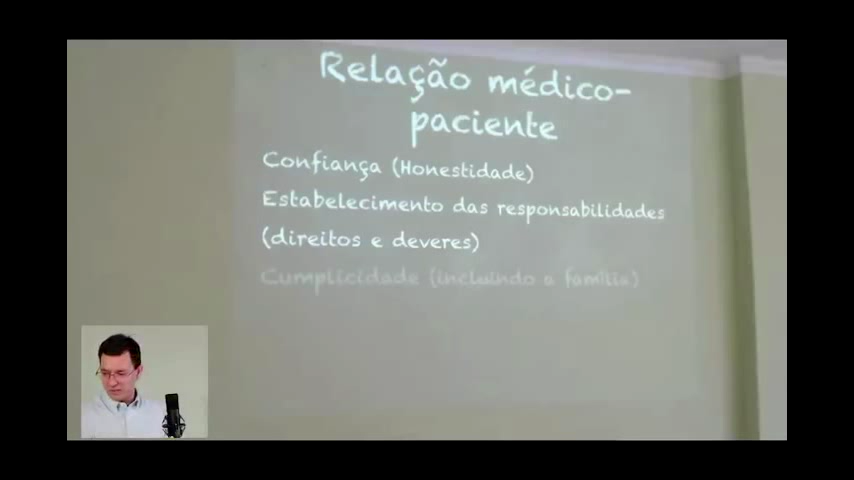 Relação médico-
paciente
Confiança (Honestidade)
Estabelecimento das responsabilidades
(direitos e deveres)
Cumplicidade (incluindo a família)